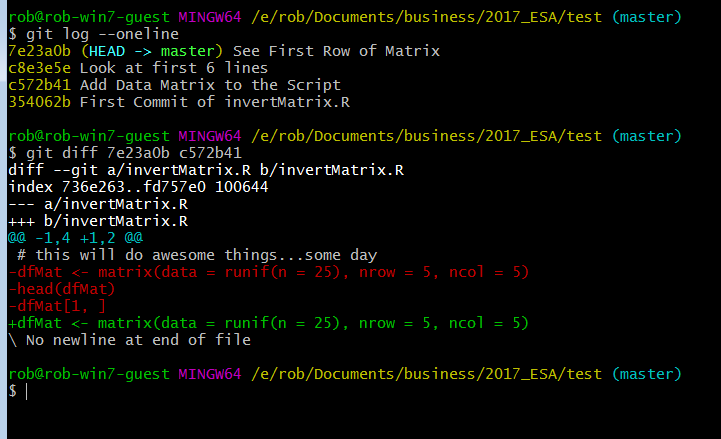 rob@rob-win7-guest MINGW64 /e/rob/Documents/business/2017_ESA/test (master)
$ git log --oneline
7e23a0b (HEAD -> master) See First Row of Matrix
c8e3e5e Look at first 6 lines
c572b41 Add Data Matrix to the Script
354062b First Commit of invertMatrix.R
rob@rob-win7-guest MINGW64 /e/rob/Documents/business/2017_ESA/test (master)
$ git diff 7e23a0b c572b41
diff --git a/invertMatrix.R b/invertMatrix.R
index 736e263..fd757e0 100644
--- a/invertMatrix.R
+++ b/invertMatrix.R
@@ -1,4 +1,2 @@
 # this will do awesome things...some day
-dfMat <- matrix(data = runif(n = 25), nrow = 5, ncol = 5)
-head(dfMat)
-dfMat[1, ]
+dfMat <- matrix(data = runif(n = 25), nrow = 5, ncol = 5)
\ No newline at end of file
rob@rob-win7-guest MINGW64 /e/rob/Documents/business/2017_ESA/test (master)
$